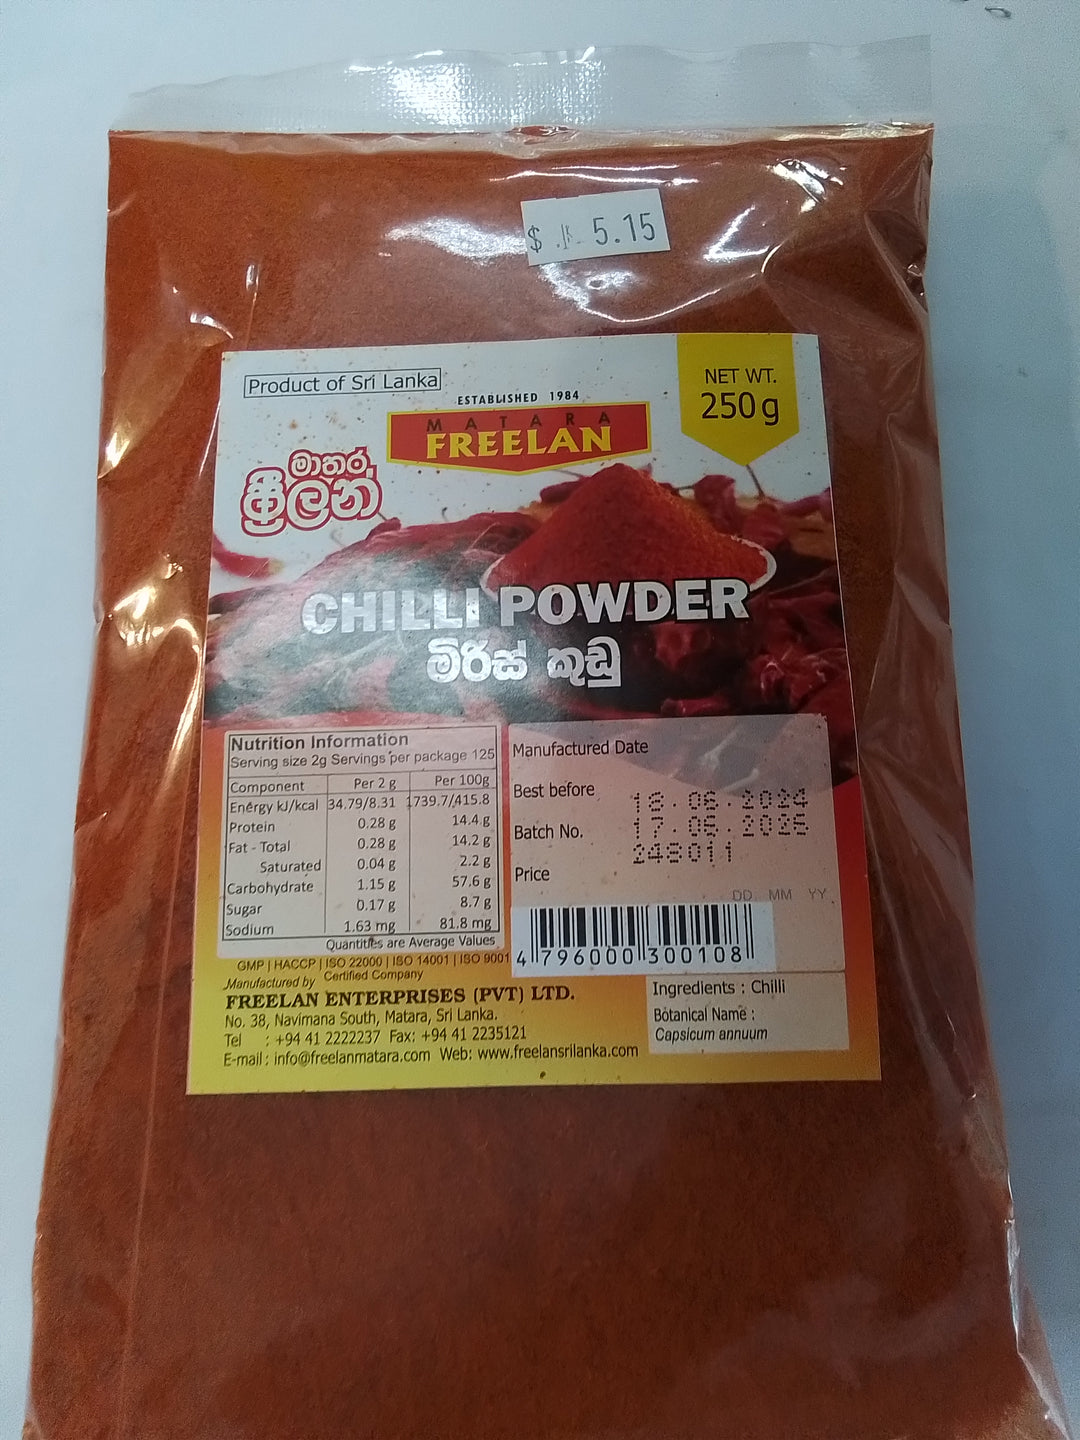 $ 5.15
Product of Sri Lanka
ESTABLISHED 1984
NET WT.
250g
MATARA
FREELAN
මාතර
ෆ්‍රීලන්
CHILLI POWDER
මිරිස් කුඩු
Nutrition Information
Serving size 2g Servings per package 125
Component Per 2 g Per 100g
Energy kJ/kcal 34.79/8.31 1739.7/415.8
Protein 0.28 g 14.4 g
Fat - Total 0.28 g 14.2 g
Saturated 0.04 g 2.2 g
Carbohydrate 1.15 g 57.6 g
Sugar 0.17 g 8.7 g
Sodium 1.63 mg 81.8 mg
Quantities are Average Values
Manufactured Date
Best before 18.06.2024
Batch No. 17.06.2026
248011
Price
DD MM YY
4 796000 300108
GMP | HACCP | ISO 22000 | ISO 14001 | ISO 9001
Certified Company
Manufactured by
FREELAN ENTERPRISES (PVT) LTD.
No. 38, Navimana South, Matara, Sri Lanka.
Tel : +94 41 2222237 Fax: +94 41 2235121
E-mail : info@freelanmatara.com Web: www.freelansrilanka.com
Ingredients : Chilli
Botanical Name :
Capsicum annuum